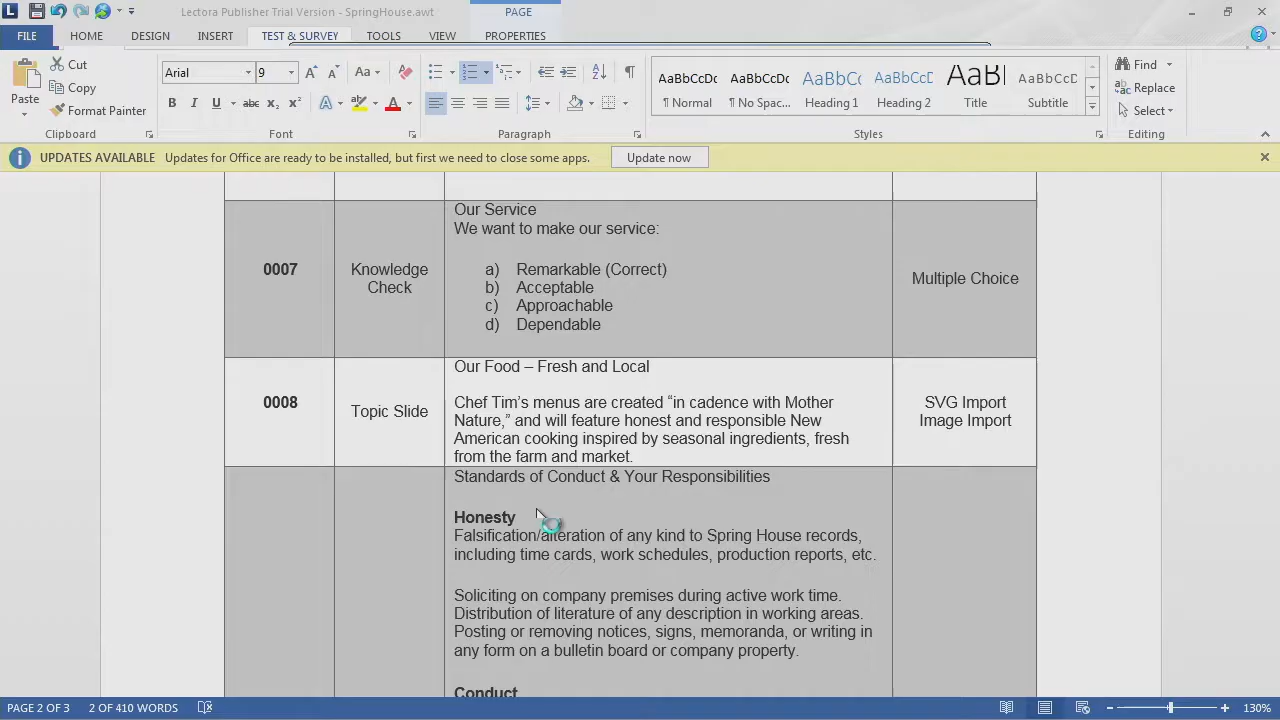 Lectora Publisher Trial Version - SpringHouse.awt
PAGE
FILE
HOME
DESIGN
INSERT
TEST & SURVEY
TOOLS
VIEW
PROPERTIES
Paste
Cut
Copy
Format Painter
Clipboard
Arial
9
Aa
B I U abc x₂ x²
A
Font
Paragraph
AaBbCcDc
¶ Normal
AaBbCcDc
¶ No Spac...
AaBbCc
Heading 1
AaBbCcC
Heading 2
AaB
Title
AaBbCcD
Subtitle
Styles
Find
Replace
Select
Editing
UPDATES AVAILABLE Updates for Office are ready to be installed, but first we need to close some apps. Update now
0007
Knowledge
Check
Our Service
We want to make our service:
a) Remarkable (Correct)
b) Acceptable
c) Approachable
d) Dependable
Multiple Choice
0008
Topic Slide
Our Food – Fresh and Local
Chef Tim’s menus are created “in cadence with Mother
Nature,” and will feature honest and responsible New
American cooking inspired by seasonal ingredients, fresh
from the farm and market.
SVG Import
Image Import
Standards of Conduct & Your Responsibilities
Honesty
Falsification/alteration of any kind to Spring House records,
including time cards, work schedules, production reports, etc.
Soliciting on company premises during active work time.
Distribution of literature of any description in working areas.
Posting or removing notices, signs, memoranda, or writing in
any form on a bulletin board or company property.
Conduct
PAGE 2 OF 3
2 OF 410 WORDS
130%